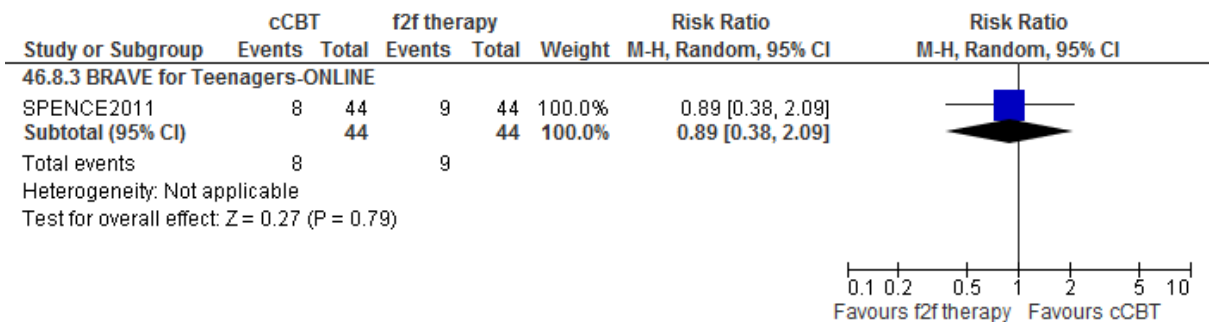 cCBT f2f therapy Risk Ratio Risk Ratio
Study or Subgroup Events Total Events Total Weight M-H, Random, 95% CI M-H, Random, 95% CI
46.8.3 BRAVE for Teenagers-ONLINE
SPENCE2011 8 44 9 44 100.0% 0.89 [0.38, 2.09]
Subtotal (95% CI) 44 44 100.0% 0.89 [0.38, 2.09]
Total events 8 9
Heterogeneity: Not applicable
Test for overall effect: Z = 0.27 (P = 0.79)
0.1 0.2 0.5 1 2 5 10
Favours f2f therapy Favours cCBT